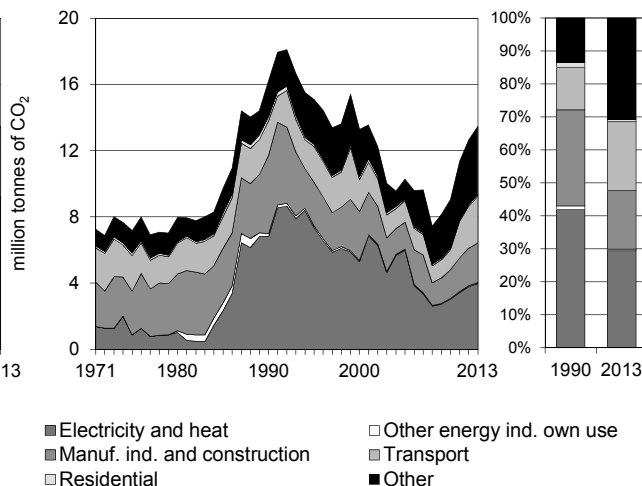 20
16
12
8
4
0
million tonnes of CO2
1971 1980 1990 2000 2013
13
100%
90%
80%
70%
60%
50%
40%
30%
20%
10%
0%
1990 2013
Electricity and heat
Other energy ind. own use
Manuf. ind. and construction
Transport
Residential
Other